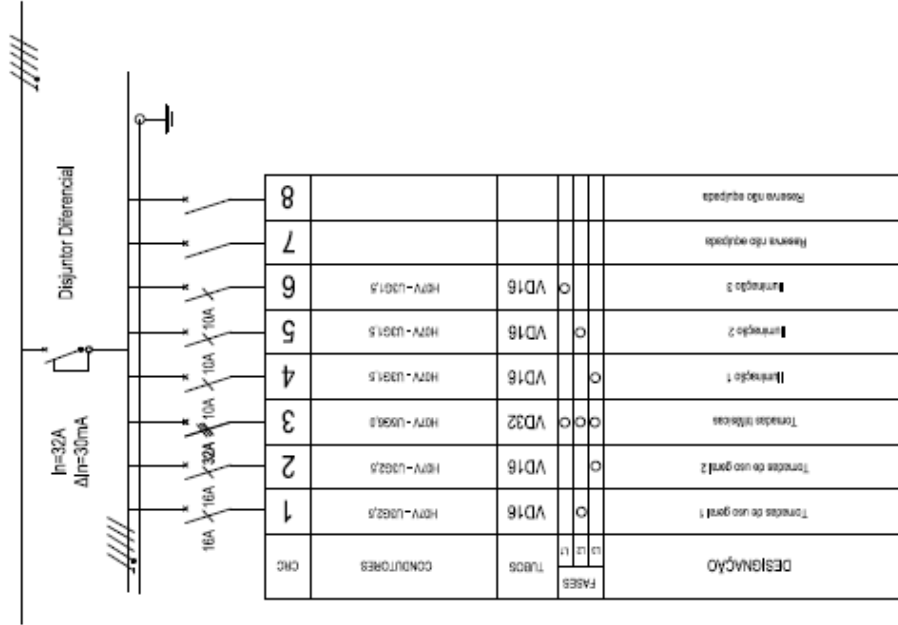 Disjuntor Diferencial
In=32A
ΔIn=30mA
DESIGNAÇÃO FASES TUBOS CONDUTORES CRC
L3 L2 L1
Tomadas de uso geral 1 VD16 H07V-U3G2,5 1 16A
Tomadas de uso geral 2 VD16 H07V-U3G2,5 2 16A
Tomadas trifásicas VD32 H07V-U5G6,0 3 32A
Iluminação 1 VD16 H07V-U3G1,5 4 10A
Iluminação 2 VD16 H07V-U3G1,5 5 10A
Iluminação 3 VD16 H07V-U3G1,5 6 10A
Reserva não equipada 7
Reserva não equipada 8